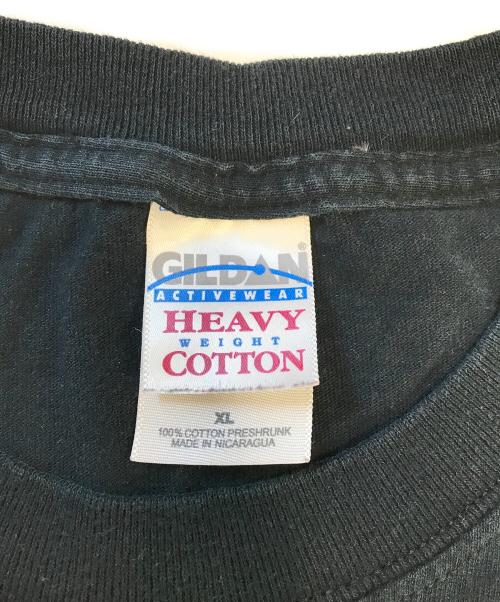 GILDAN®
ACTIVEWEAR
HEAVY
WEIGHT
COTTON
XL
100% COTTON PRESHRUNK
MADE IN NICARAGUA